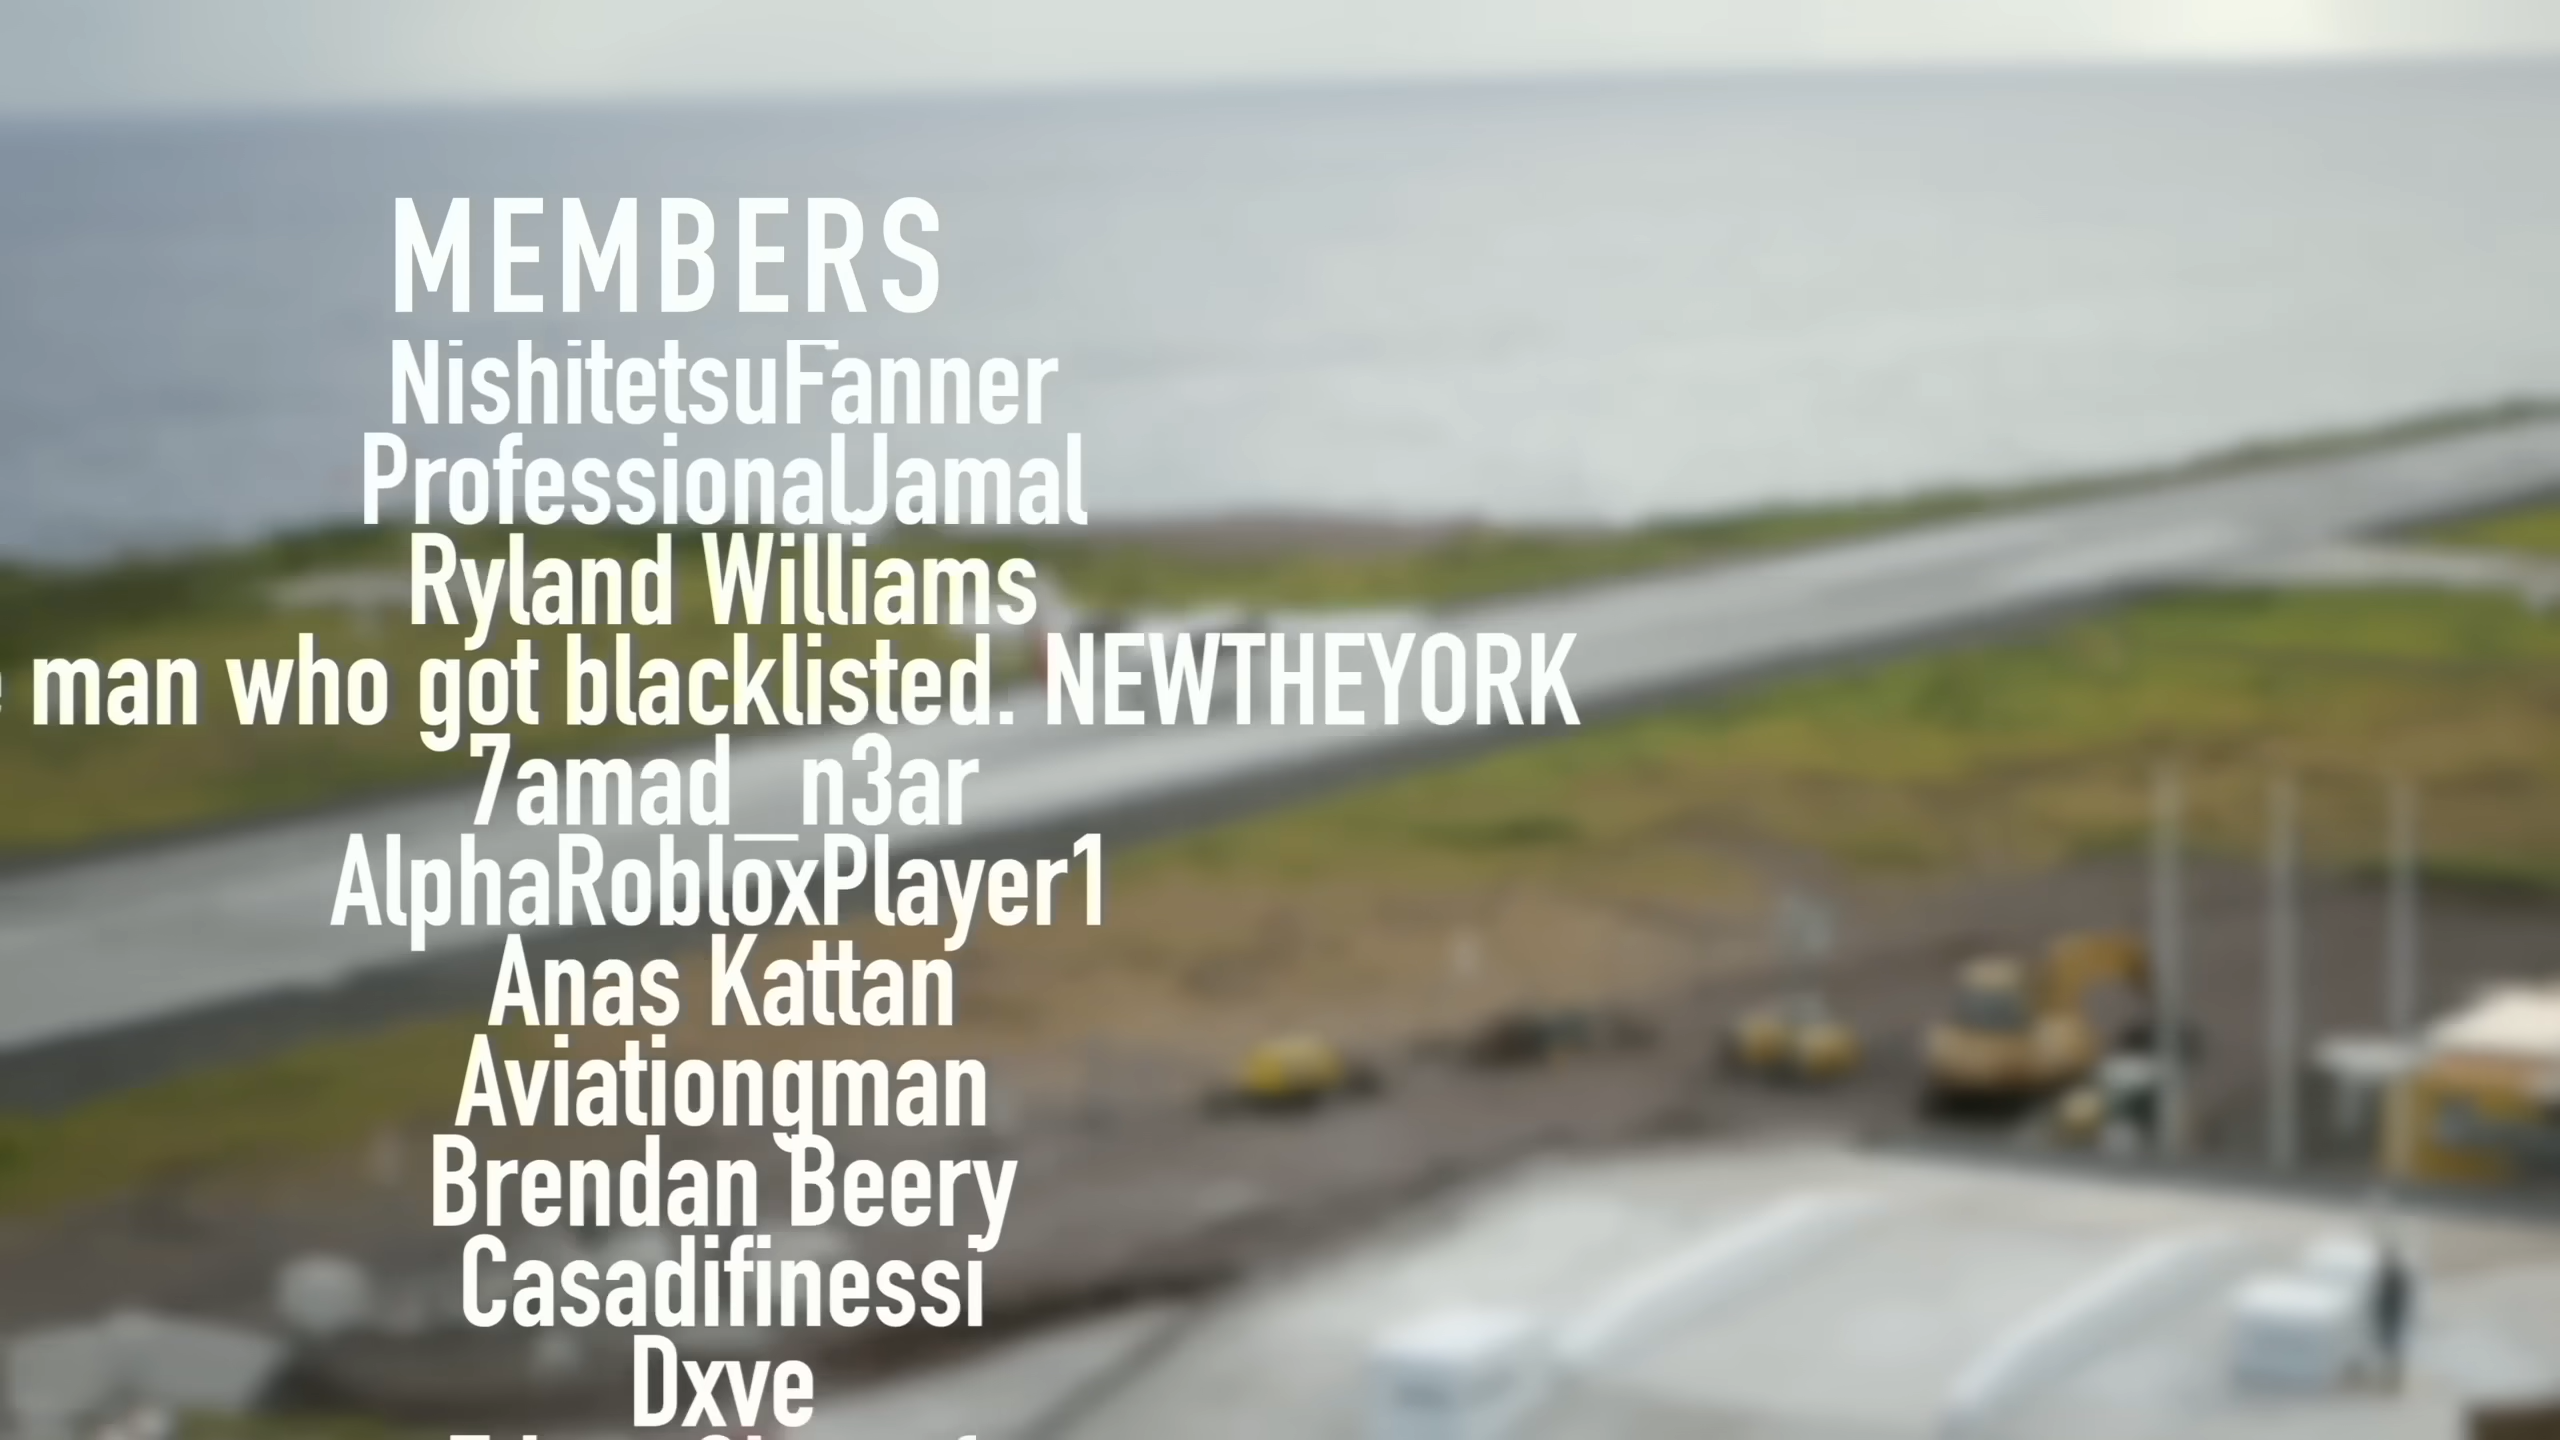 MEMBERS
NishitetsuFanner
ProfessionalJamal
Ryland Williams
man who got blacklisted. NEWTHEYORK
7amad_n3ar
AlphaRobloxPlayer1
Anas Kattan
Aviationgman
Brendan Beery
Casadifinessi
Dxve